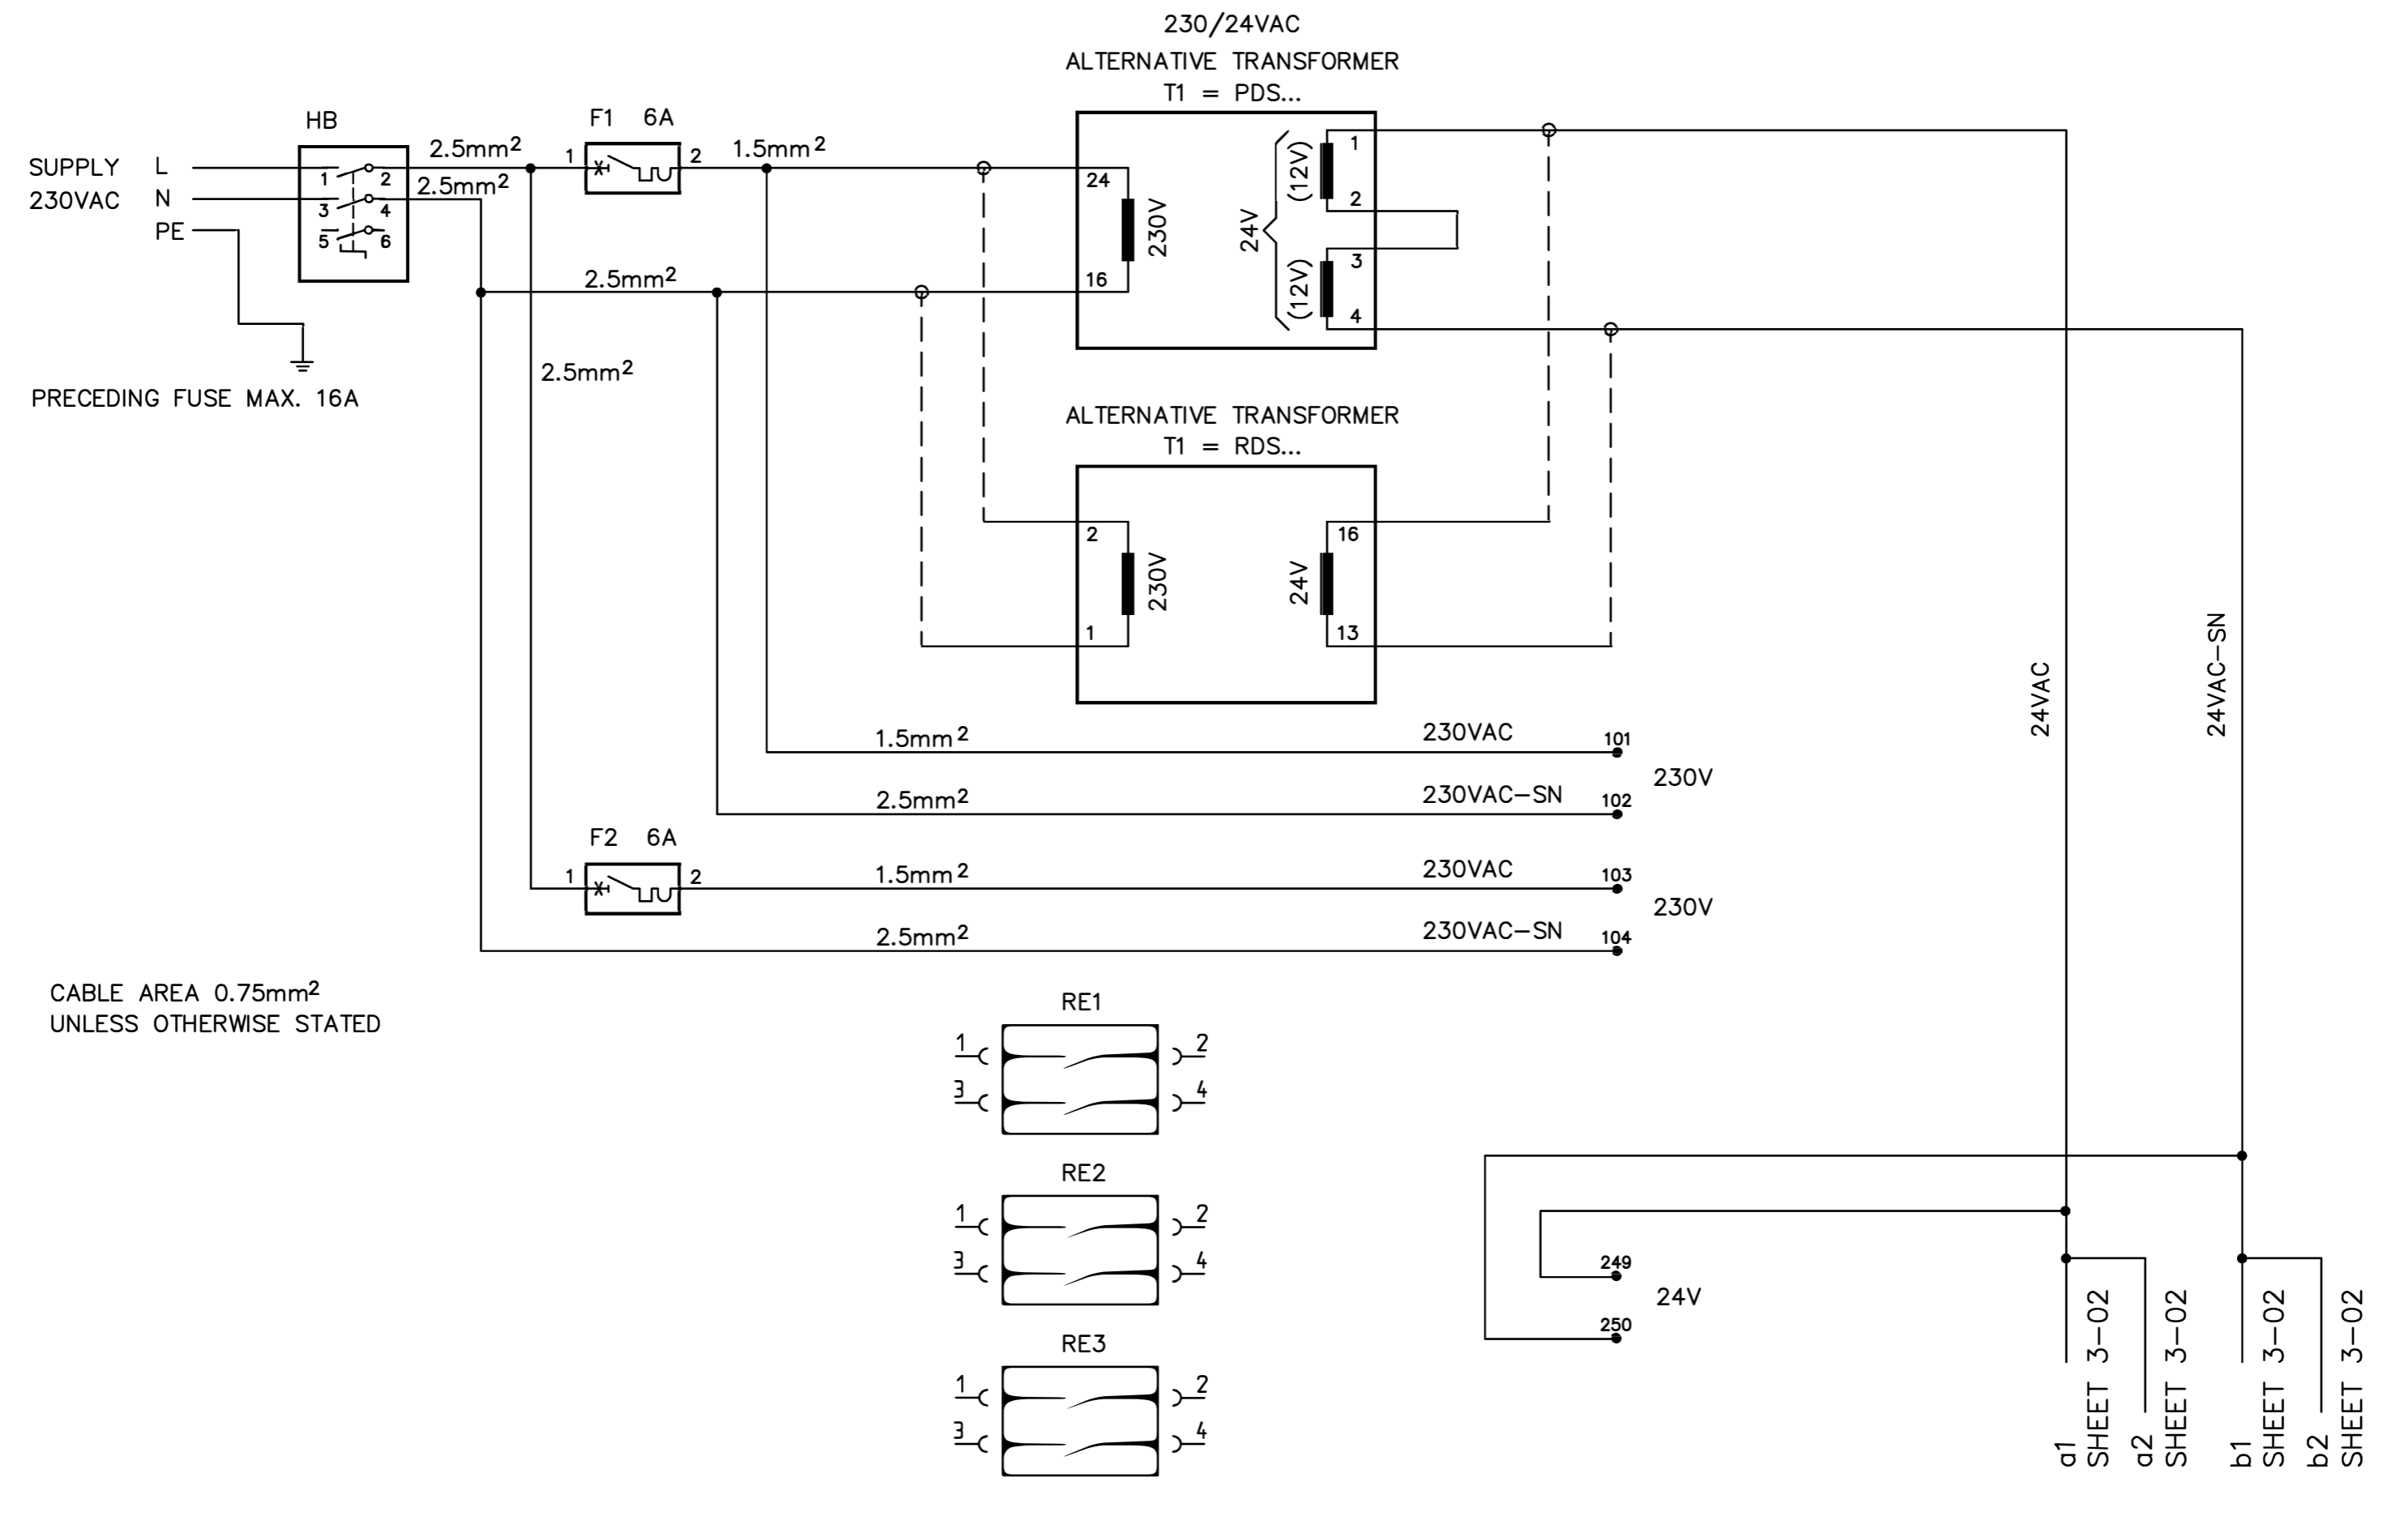 230/24VAC
ALTERNATIVE TRANSFORMER
T1 = PDS...
HB
F1 6A
SUPPLY L
230VAC N
PE
1 2
3 4
5 6
2.5mm²
2.5mm²
1 2
1.5mm²
24
16
230V
24V
(12V)
(12V)
1
2
3
4
2.5mm²
2.5mm²
PRECEDING FUSE MAX. 16A
ALTERNATIVE TRANSFORMER
T1 = RDS...
2
1
230V
24V
16
13
24VAC
24VAC-SN
1.5mm²
230VAC
101
230V
2.5mm²
230VAC-SN
102
F2 6A
1 2
1.5mm²
230VAC
103
230V
2.5mm²
230VAC-SN
104
CABLE AREA 0.75mm²
UNLESS OTHERWISE STATED
RE1
1 2
3 4
RE2
1 2
3 4
RE3
1 2
3 4
249
24V
250
a1
SHEET 3-02
a2
SHEET 3-02
b1
SHEET 3-02
b2
SHEET 3-02